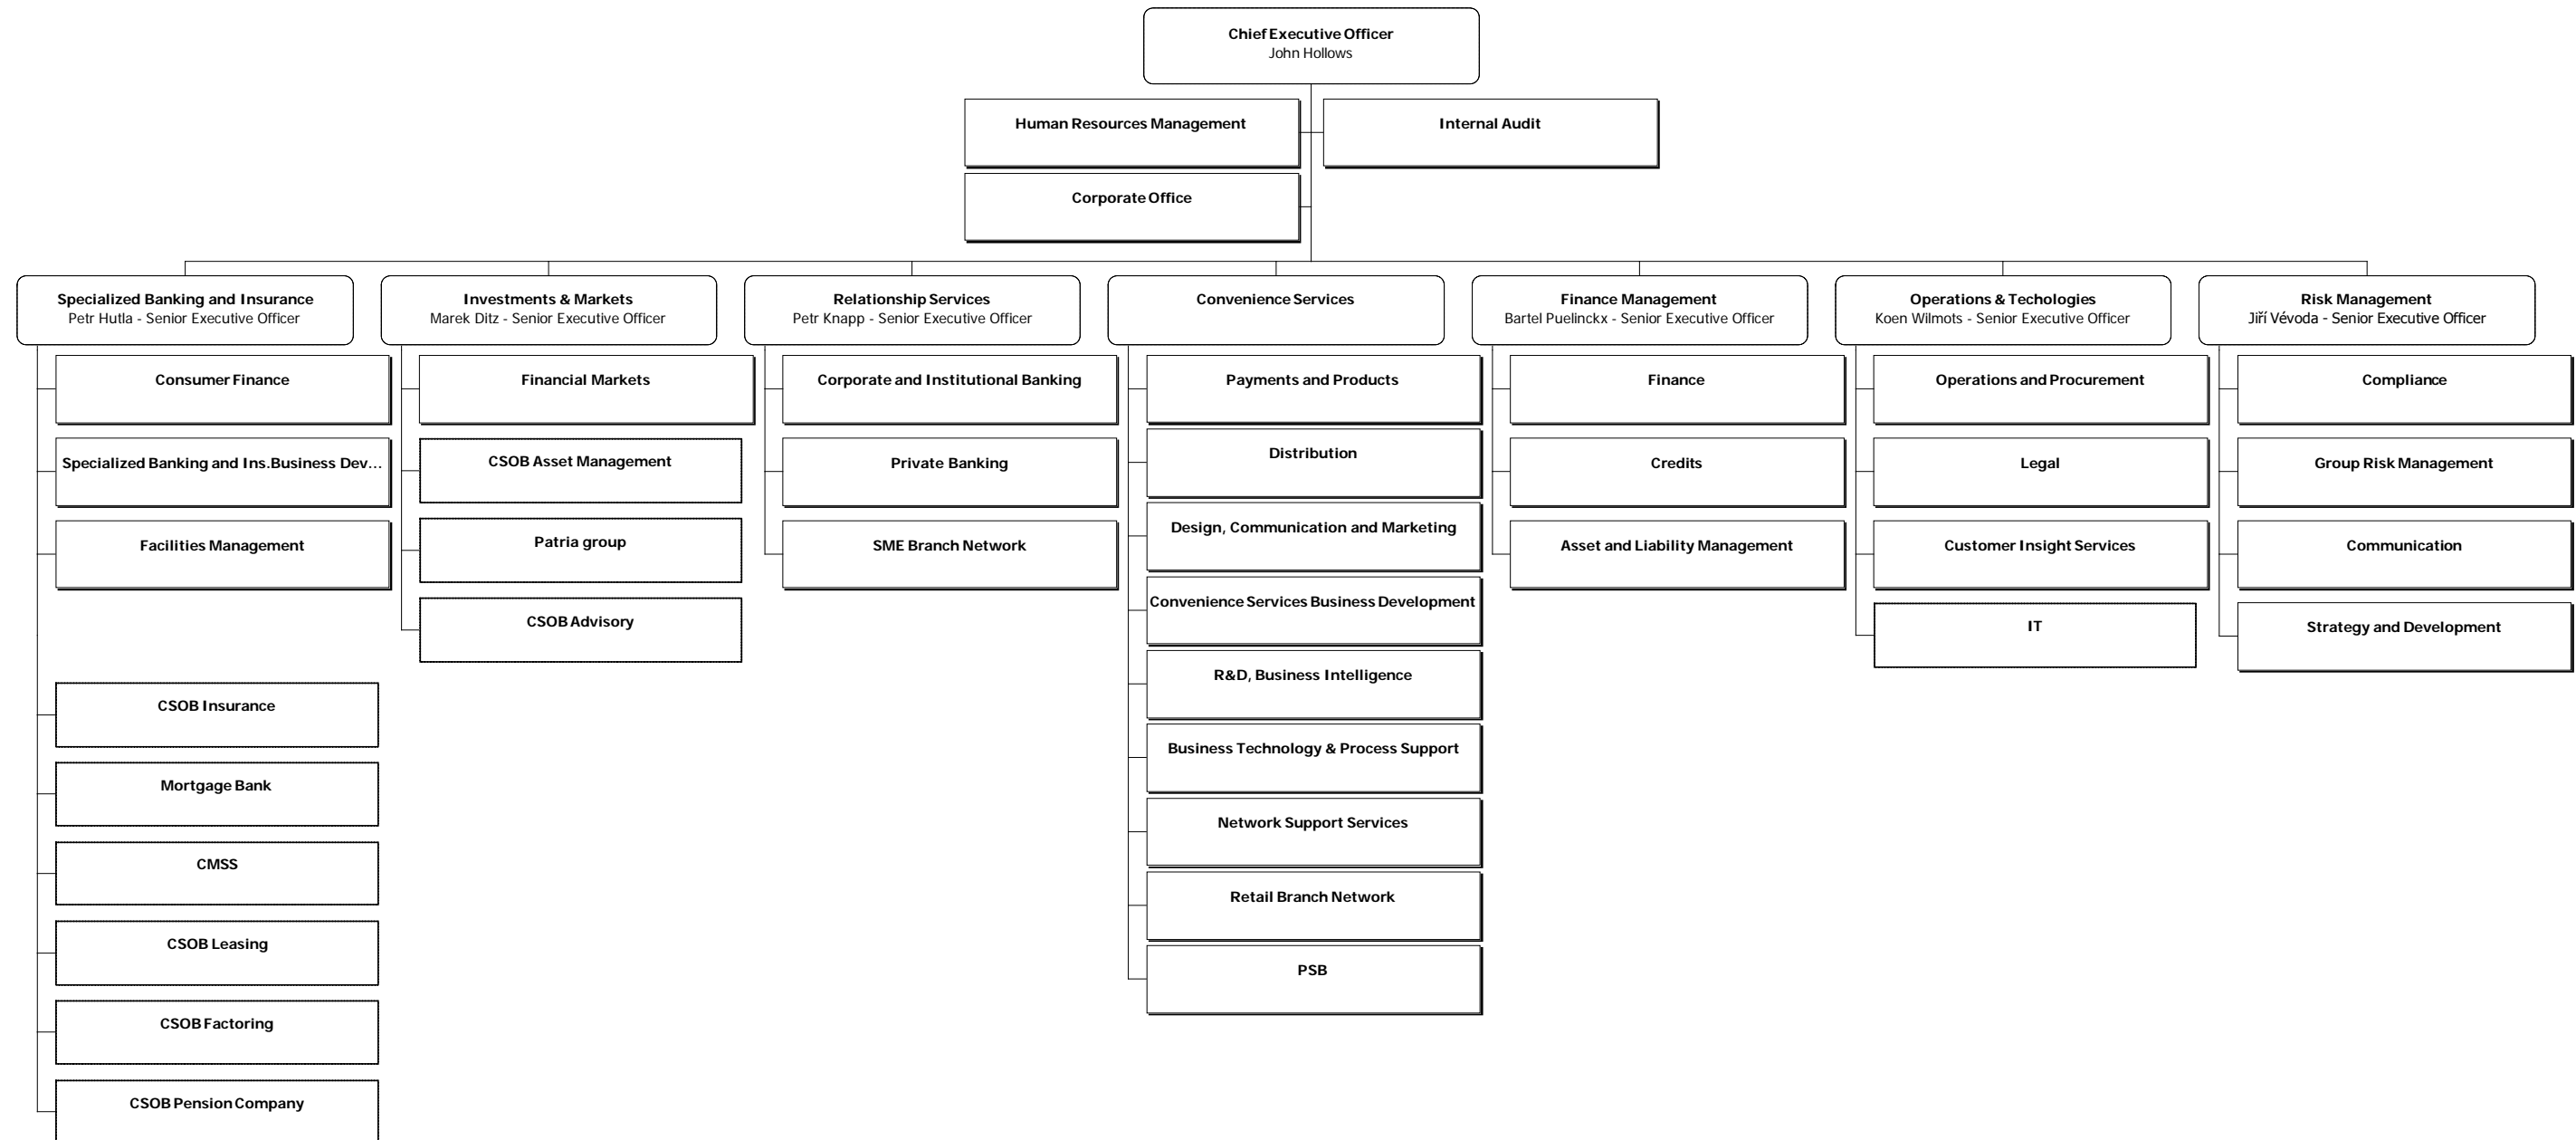 Chief Executive Officer
John Hollows
Human Resources Management
Internal Audit
Corporate Office
Specialized Banking and Insurance
Petr Hutla - Senior Executive Officer
Investments & Markets
Marek Ditz - Senior Executive Officer
Relationship Services
Petr Knapp - Senior Executive Officer
Convenience Services
Finance Management
Bartel Puelinckx - Senior Executive Officer
Operations & Techologies
Koen Wilmots - Senior Executive Officer
Risk Management
Jiří Vévoda - Senior Executive Officer
Consumer Finance
Specialized Banking and Ins.Business Dev...
Facilities Management
CSOB Insurance
Mortgage Bank
CMSS
CSOB Leasing
CSOB Factoring
CSOB Pension Company
Financial Markets
CSOB Asset Management
Patria group
CSOB Advisory
Corporate and Institutional Banking
Private Banking
SME Branch Network
Payments and Products
Distribution
Design, Communication and Marketing
Convenience Services Business Development
R&D, Business Intelligence
Business Technology & Process Support
Network Support Services
Retail Branch Network
PSB
Finance
Credits
Asset and Liability Management
Operations and Procurement
Legal
Customer Insight Services
IT
Compliance
Group Risk Management
Communication
Strategy and Development